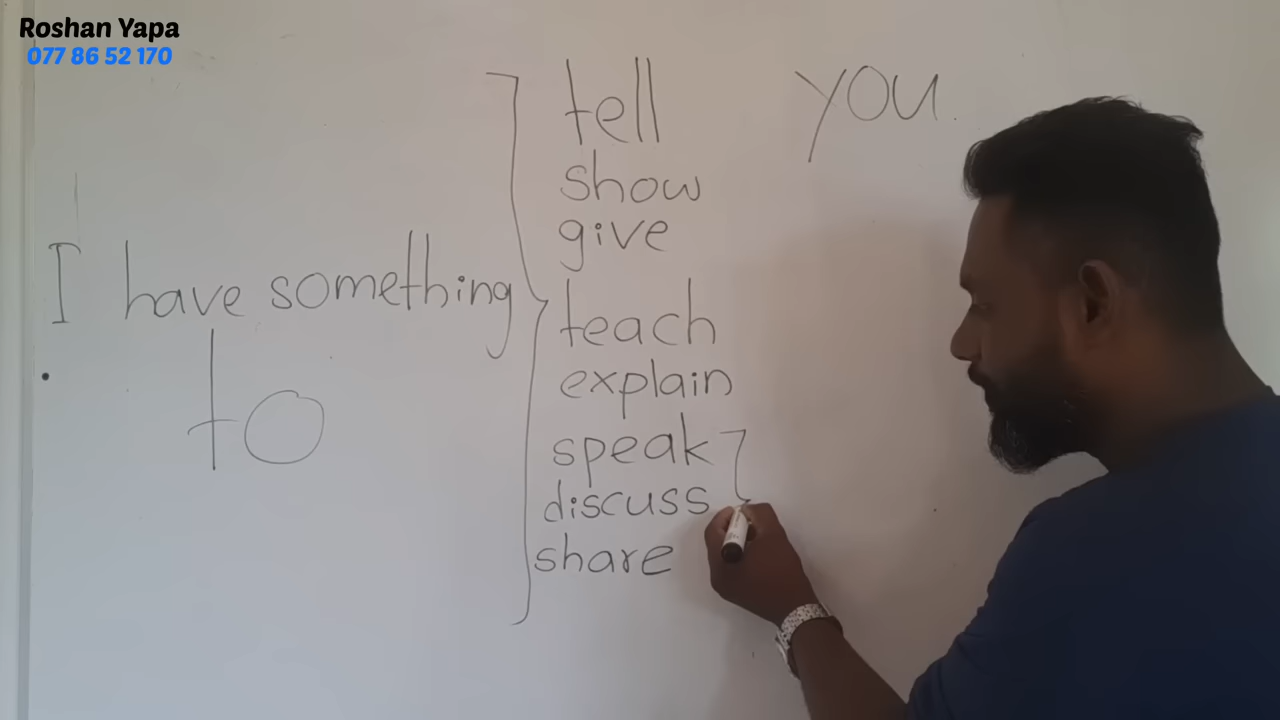 Roshan Yapa
077 86 52 170
I have something
to
tell
show
give
teach
explain
speak
discuss
share
you.